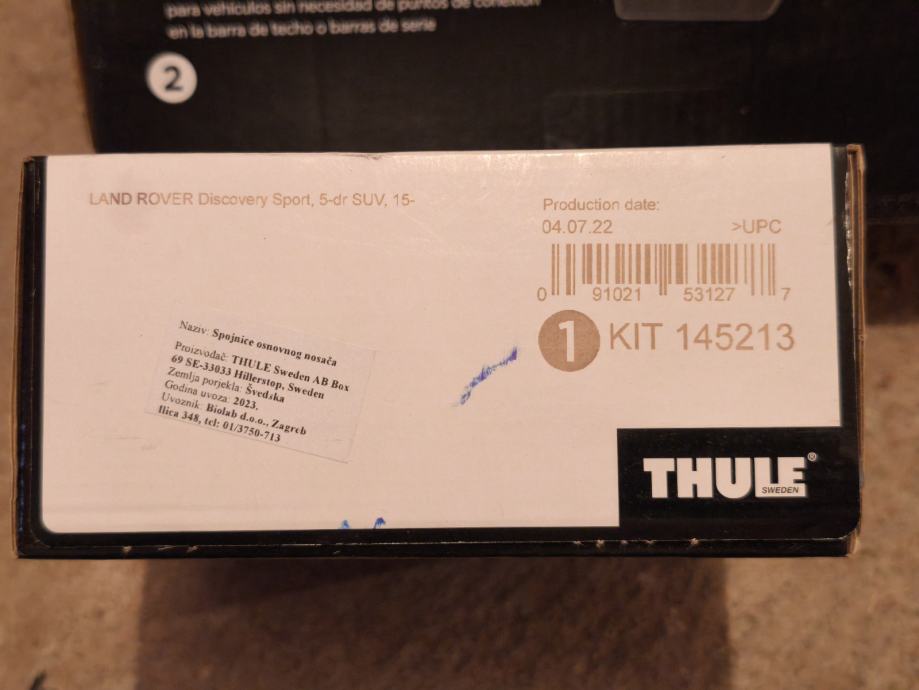 para vehículos sin necesidad de puntos de conexión
en la barra de techo o barras de serie
2
LAND ROVER Discovery Sport, 5-dr SUV, 15-
Production date:
04.07.22 >UPC
0 91021 53127 7
1 KIT 145213
Naziv: Spojnice osnovnog nosača
Proizvođač: THULE Sweden AB Box
69 SE-33033 Hillerstop, Sweden
Zemlja porjekla: Švedska
Godina uvoza: 2023.
Uvoznik: Biolab d.o.o., Zagreb
Ilica 348, tel: 01/3750-713
THULE®
SWEDEN